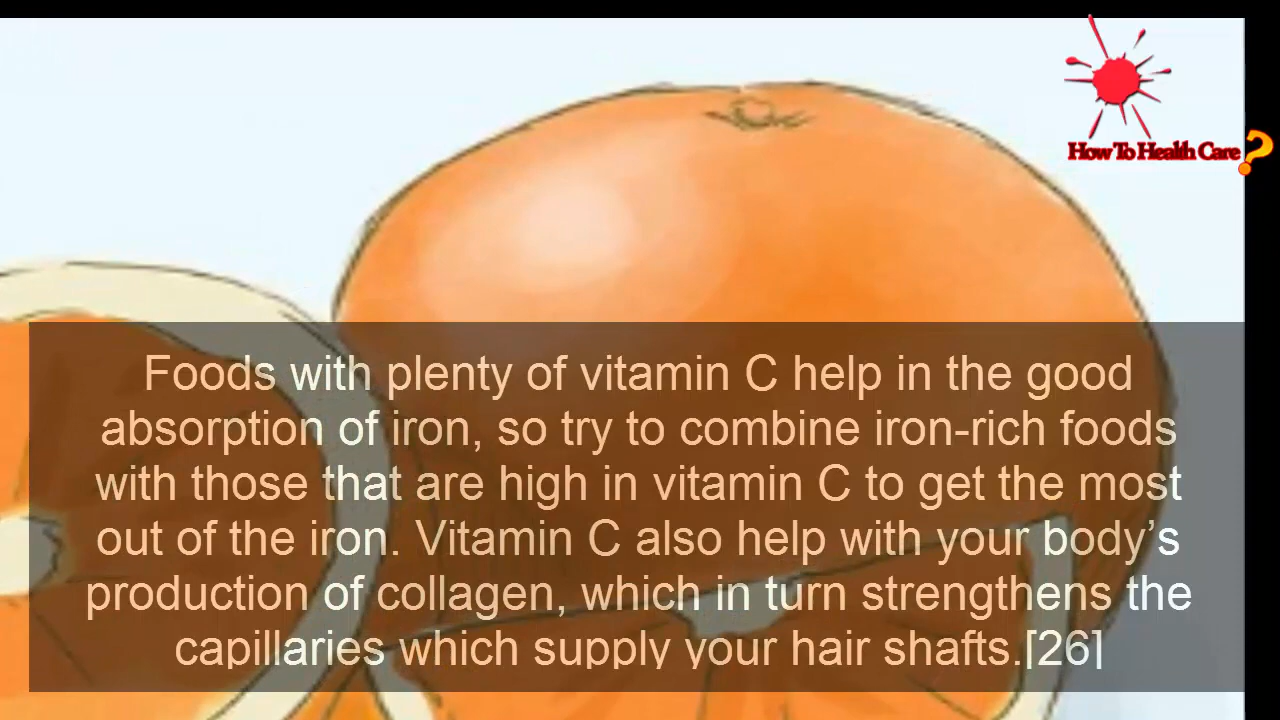 How To Health Care?
Foods with plenty of vitamin C help in the good
absorption of iron, so try to combine iron-rich foods
with those that are high in vitamin C to get the most
out of the iron. Vitamin C also help with your body’s
production of collagen, which in turn strengthens the
capillaries which supply your hair shafts.[26]